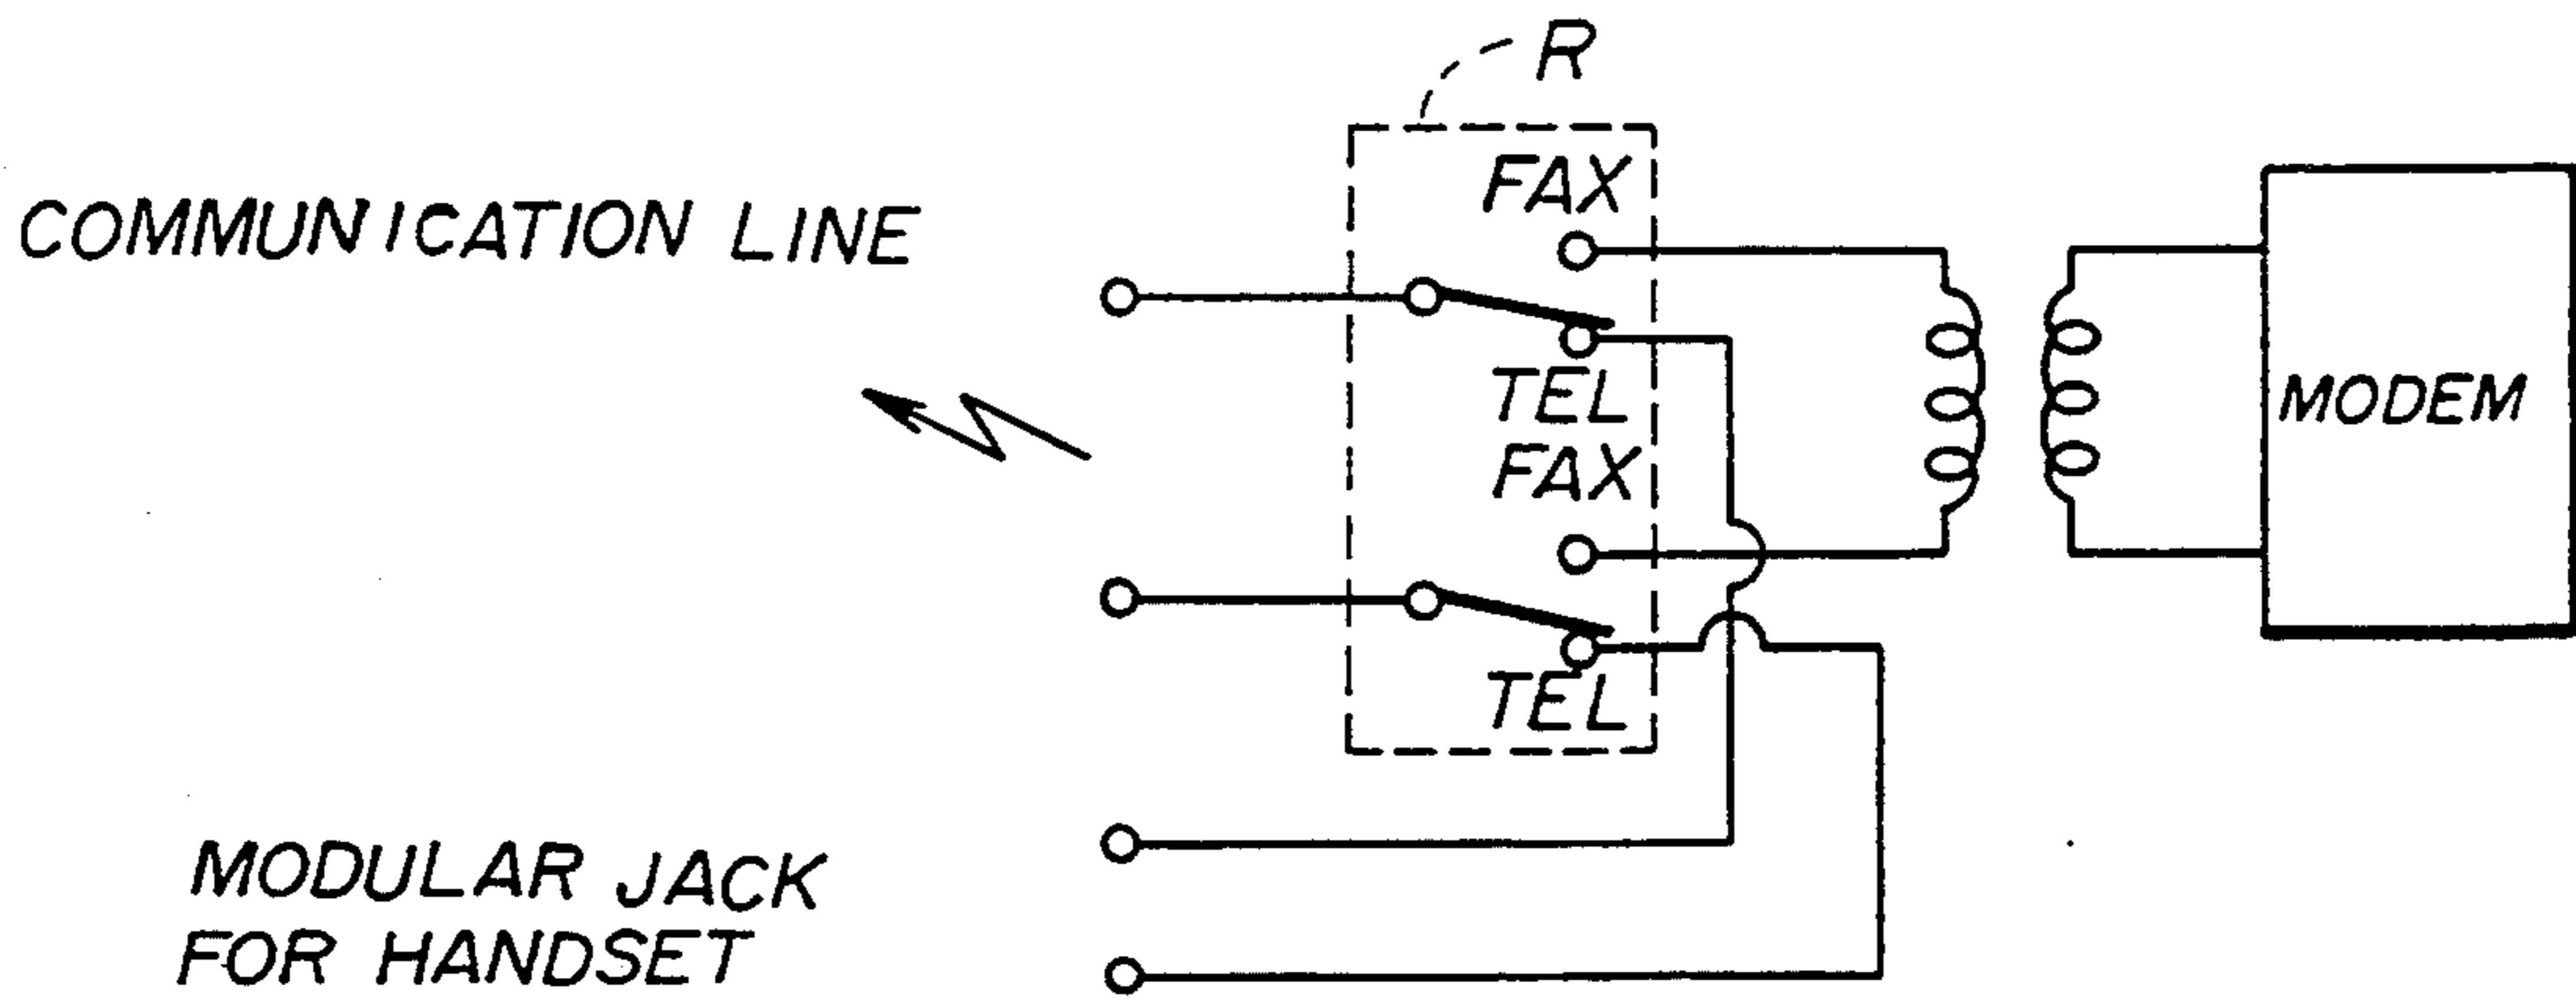 R
FAX
COMMUNICATION LINE
TEL
FAX
MODEM
TEL
MODULAR JACK
FOR HANDSET